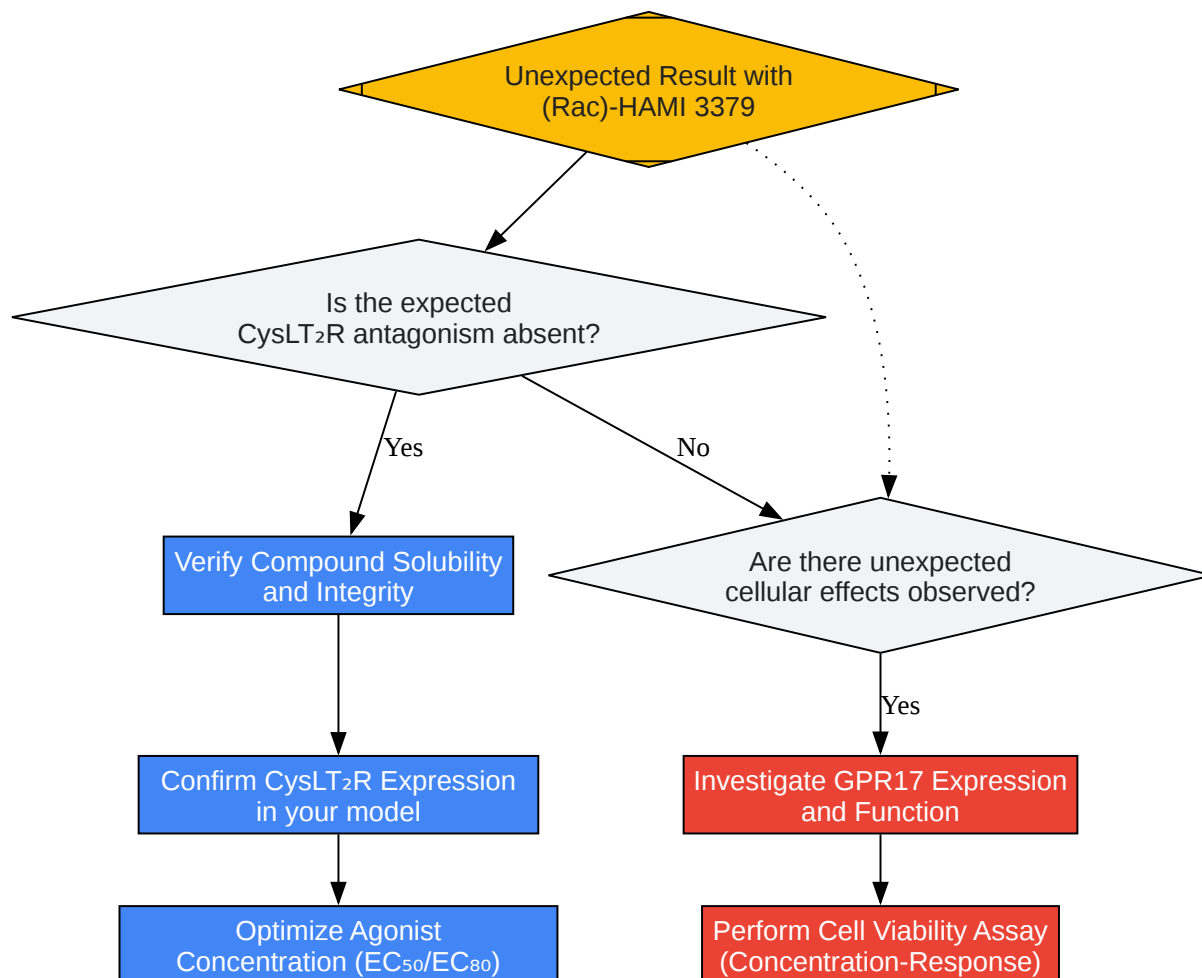 Unexpected Result with
(Rac)-HAMI 3379
Is the expected
CysLT₂R antagonism absent?
Yes
No
Verify Compound Solubility
and Integrity
Are there unexpected
cellular effects observed?
Yes
Confirm CysLT₂R Expression
in your model
Investigate GPR17 Expression
and Function
Optimize Agonist
Concentration (EC₅₀/EC₈₀)
Perform Cell Viability Assay
(Concentration-Response)